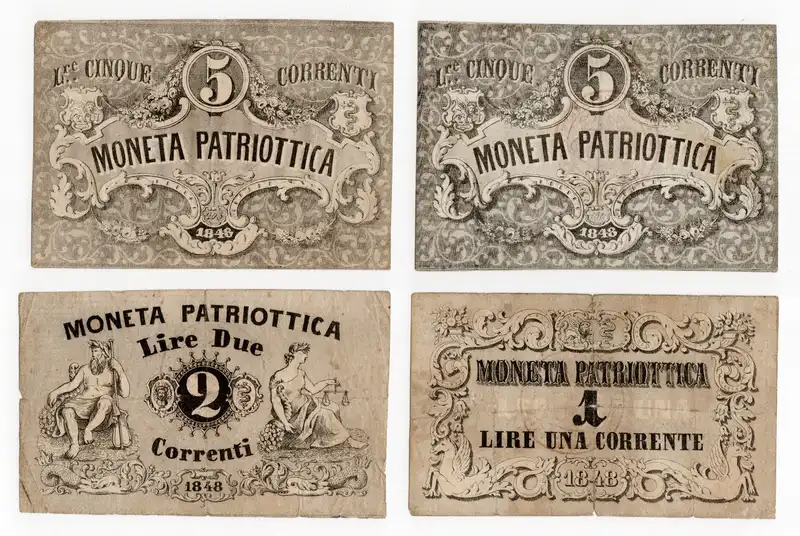 Lre. CINQUE 5 CORRENTI
MONETA PATRIOTTICA
1848
Lre. CINQUE 5 CORRENTI
MONETA PATRIOTTICA
1848
MONETA PATRIOTTICA
Lire Due
2
Correnti
1848
MONETA PATRIOTTICA
1
LIRE UNA CORRENTE
1848